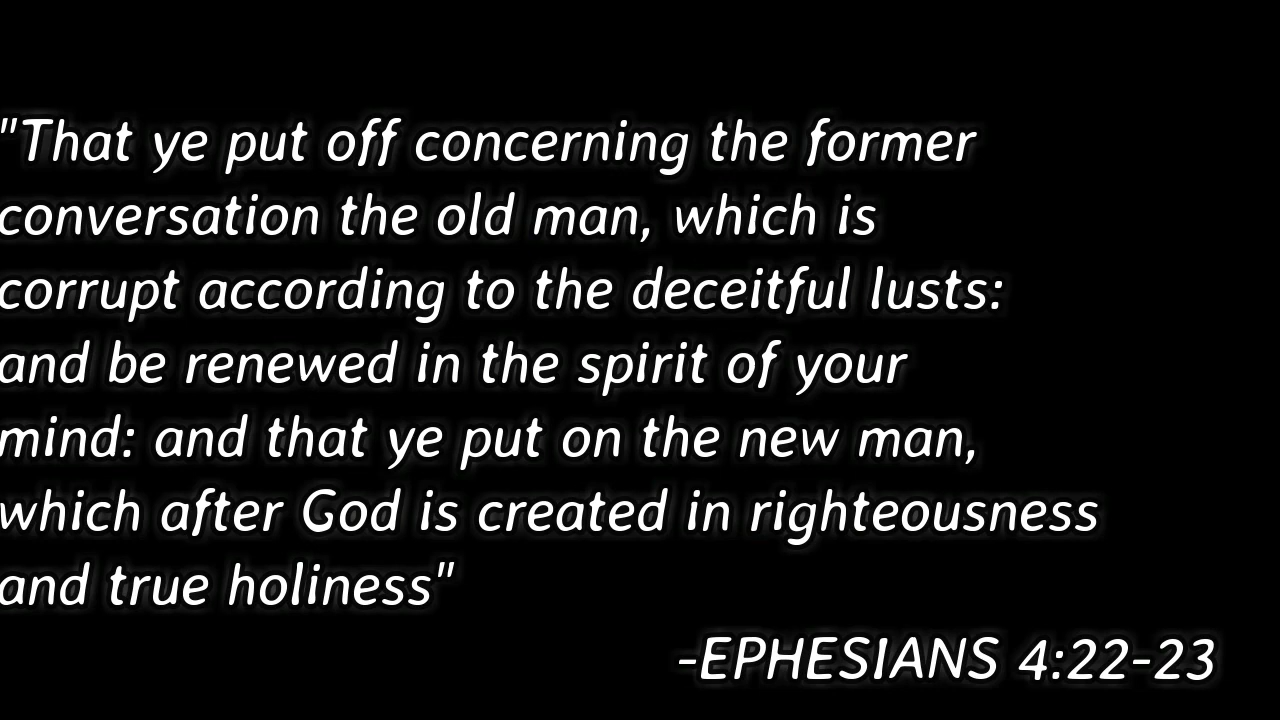 "That ye put off concerning the former
conversation the old man, which is
corrupt according to the deceitful lusts:
and be renewed in the spirit of your
mind: and that ye put on the new man,
which after God is created in righteousness
and true holiness"
-EPHESIANS 4:22-23